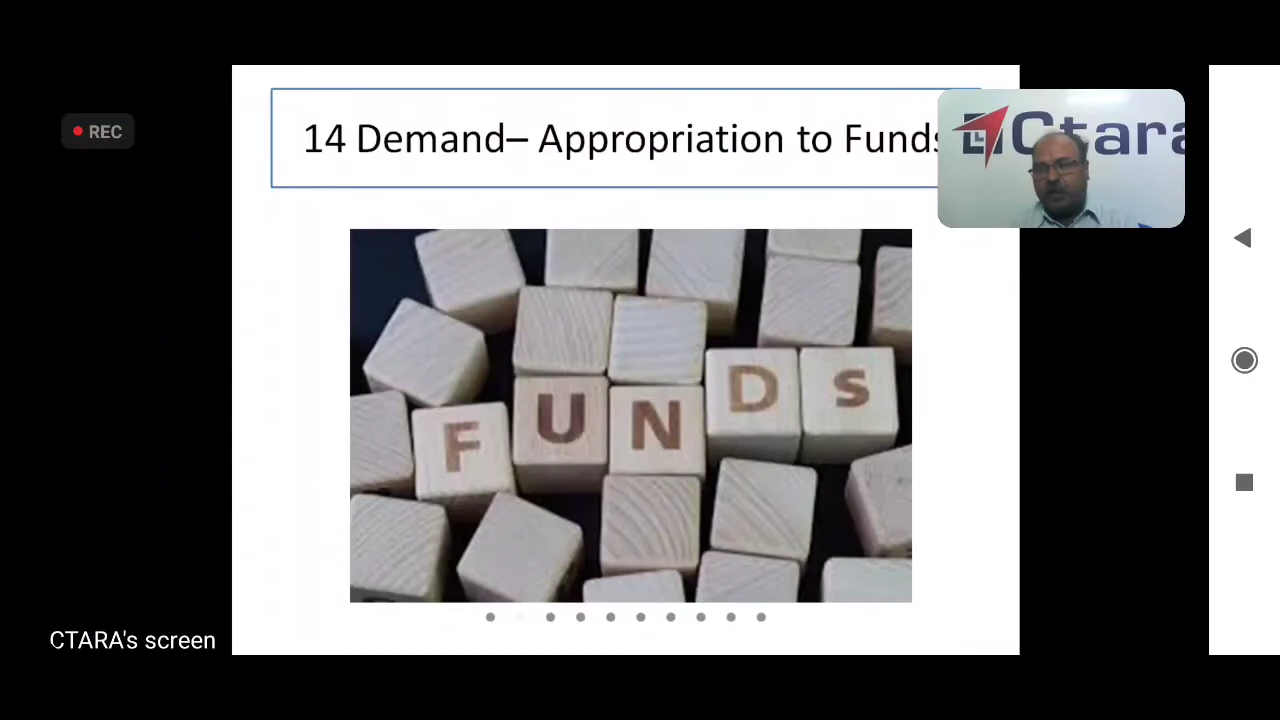 REC
14 Demand– Appropriation to Funds
Ctara
FUNDS
CTARA's screen